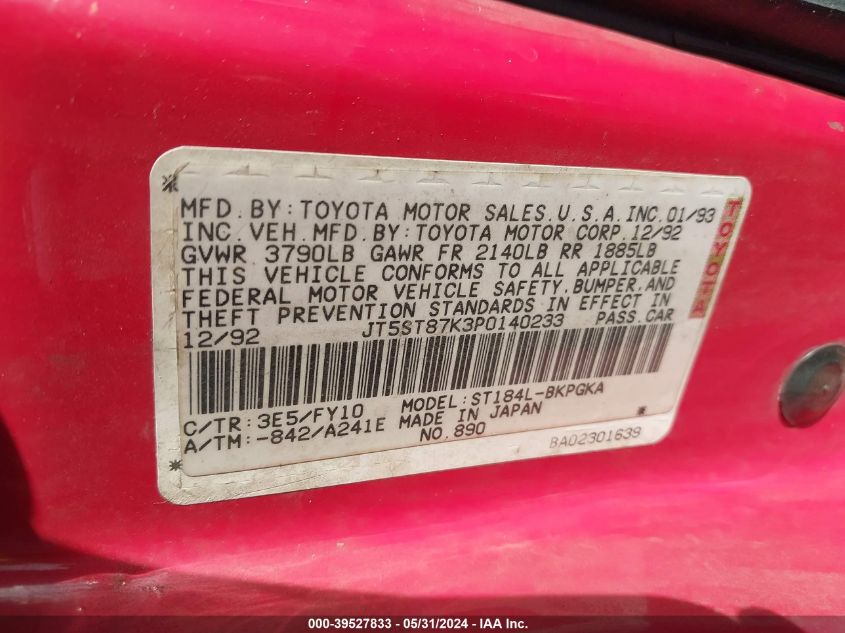 MFD. BY: TOYOTA MOTOR SALES. U. S. A. INC. 01/93
INC. VEH. MFD. BY: TOYOTA MOTOR CORP. 12/92
GVWR 3790LB GAWR FR 2140LB RR 1885LB
THIS VEHICLE CONFORMS TO ALL APPLICABLE
FEDERAL MOTOR VEHICLE SAFETY, BUMPER, AND
THEFT PREVENTION STANDARDS IN EFFECT IN
12/92 JT5ST87K3P0140233 PASS. CAR
C/TR: 3E5/FY10 MODEL: ST184L-BKPGKA
A/TM: -842/A241E MADE IN JAPAN
NO. 890 BA02301639
TOYOTA
000-39527833 / 05/31/2024 - IAA Inc.